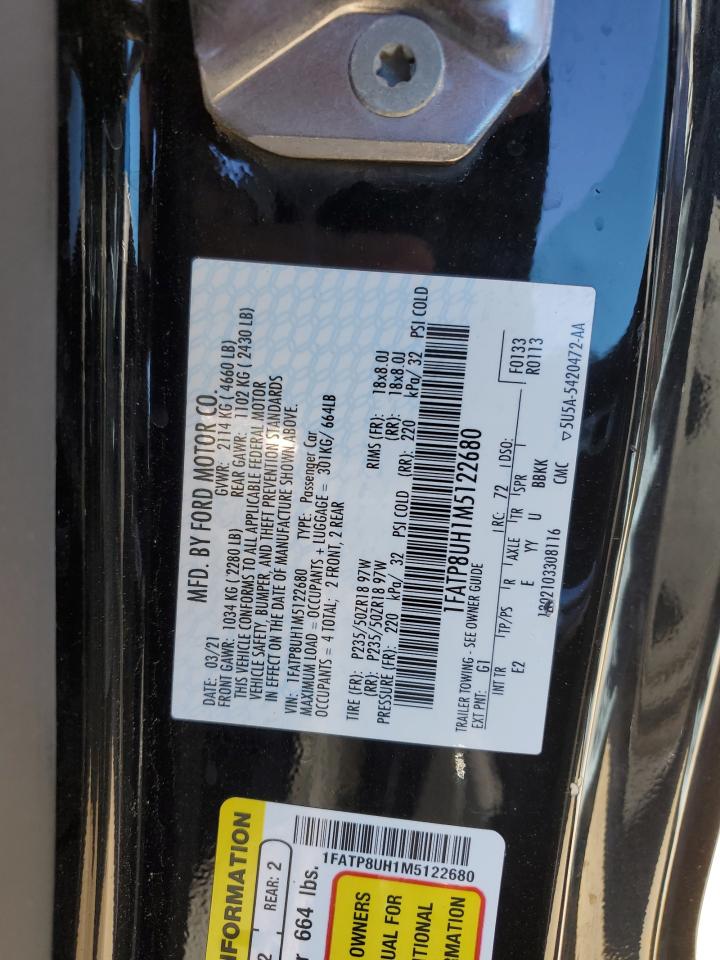 MFD. BY FORD MOTOR CO.
DATE: 03/21 GVWR: 2114 KG ( 4660 LB)
FRONT GAWR: 1034 KG ( 2280LB) REAR GAWR: 1102 KG ( 2430 LB)
THIS VEHICLE CONFORMS TO ALL APPLICABLE FEDERAL MOTOR
VEHICLE SAFETY, BUMPER, AND THEFT PREVENTION STANDARDS
IN EFFECT ON THE DATE OF MANUFACTURE SHOWN ABOVE.
VIN: 1FATP8UH1M5122680 TYPE: Passenger Car
MAXIMUM LOAD = OCCUPANTS + LUGGAGE = 301KG/ 664LB
OCCUPANTS = 4 TOTAL; 2 FRONT, 2 REAR
TIRE (FR): P235/50ZR18 97W RIMS (FR): 18x8.0J
(RR): P235/50ZR18 97W (RR): 18x8.0J
PRESSURE (FR): 220 kPa/ 32 PSI COLD (RR): 220 kPa/ 32 PSI COLD
1FATP8UH1M5122680
TRAILER TOWING - SEE OWNER GUIDE
EXT PNT: G1 RC: 72 DSO:
INT TR TP/PS R AXLE TR SPR F0133
E2 E YY U BBKK R0113
1202103308116 CMC ▽5U5A-5420472-AA
NFORMATION
2 REAR: 2
r 664 lbs.
1FATP8UH1M5122680
OWNERS
UAL FOR
TIONAL
RMATION